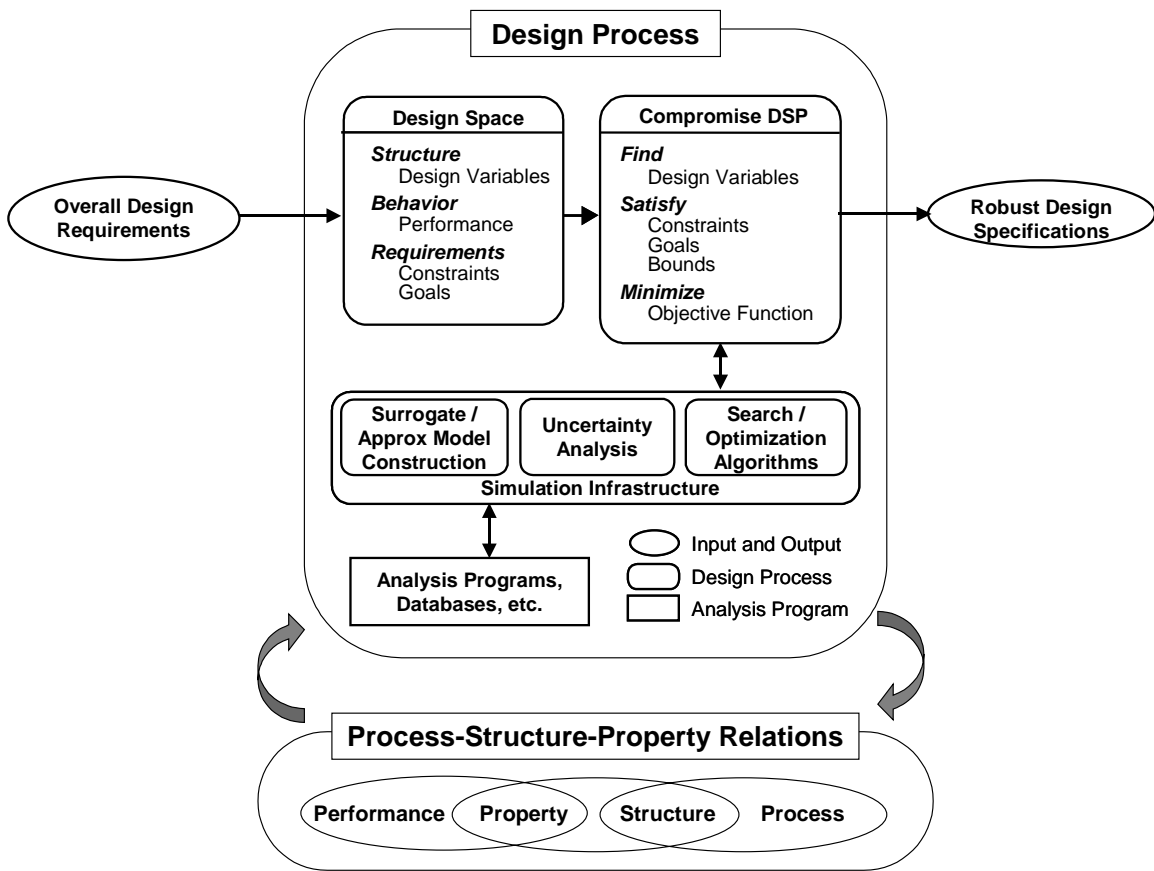 Design Process
Design Space
Structure
Design Variables
Behavior
Performance
Requirements
Constraints
Goals
Compromise DSP
Find
Design Variables
Satisfy
Constraints
Goals
Bounds
Minimize
Objective Function
Overall Design
Requirements
Robust Design
Specifications
Surrogate /
Approx Model
Construction
Uncertainty
Analysis
Search /
Optimization
Algorithms
Simulation Infrastructure
Analysis Programs,
Databases, etc.
Input and Output
Design Process
Analysis Program
Process-Structure-Property Relations
Performance
Property
Structure
Process